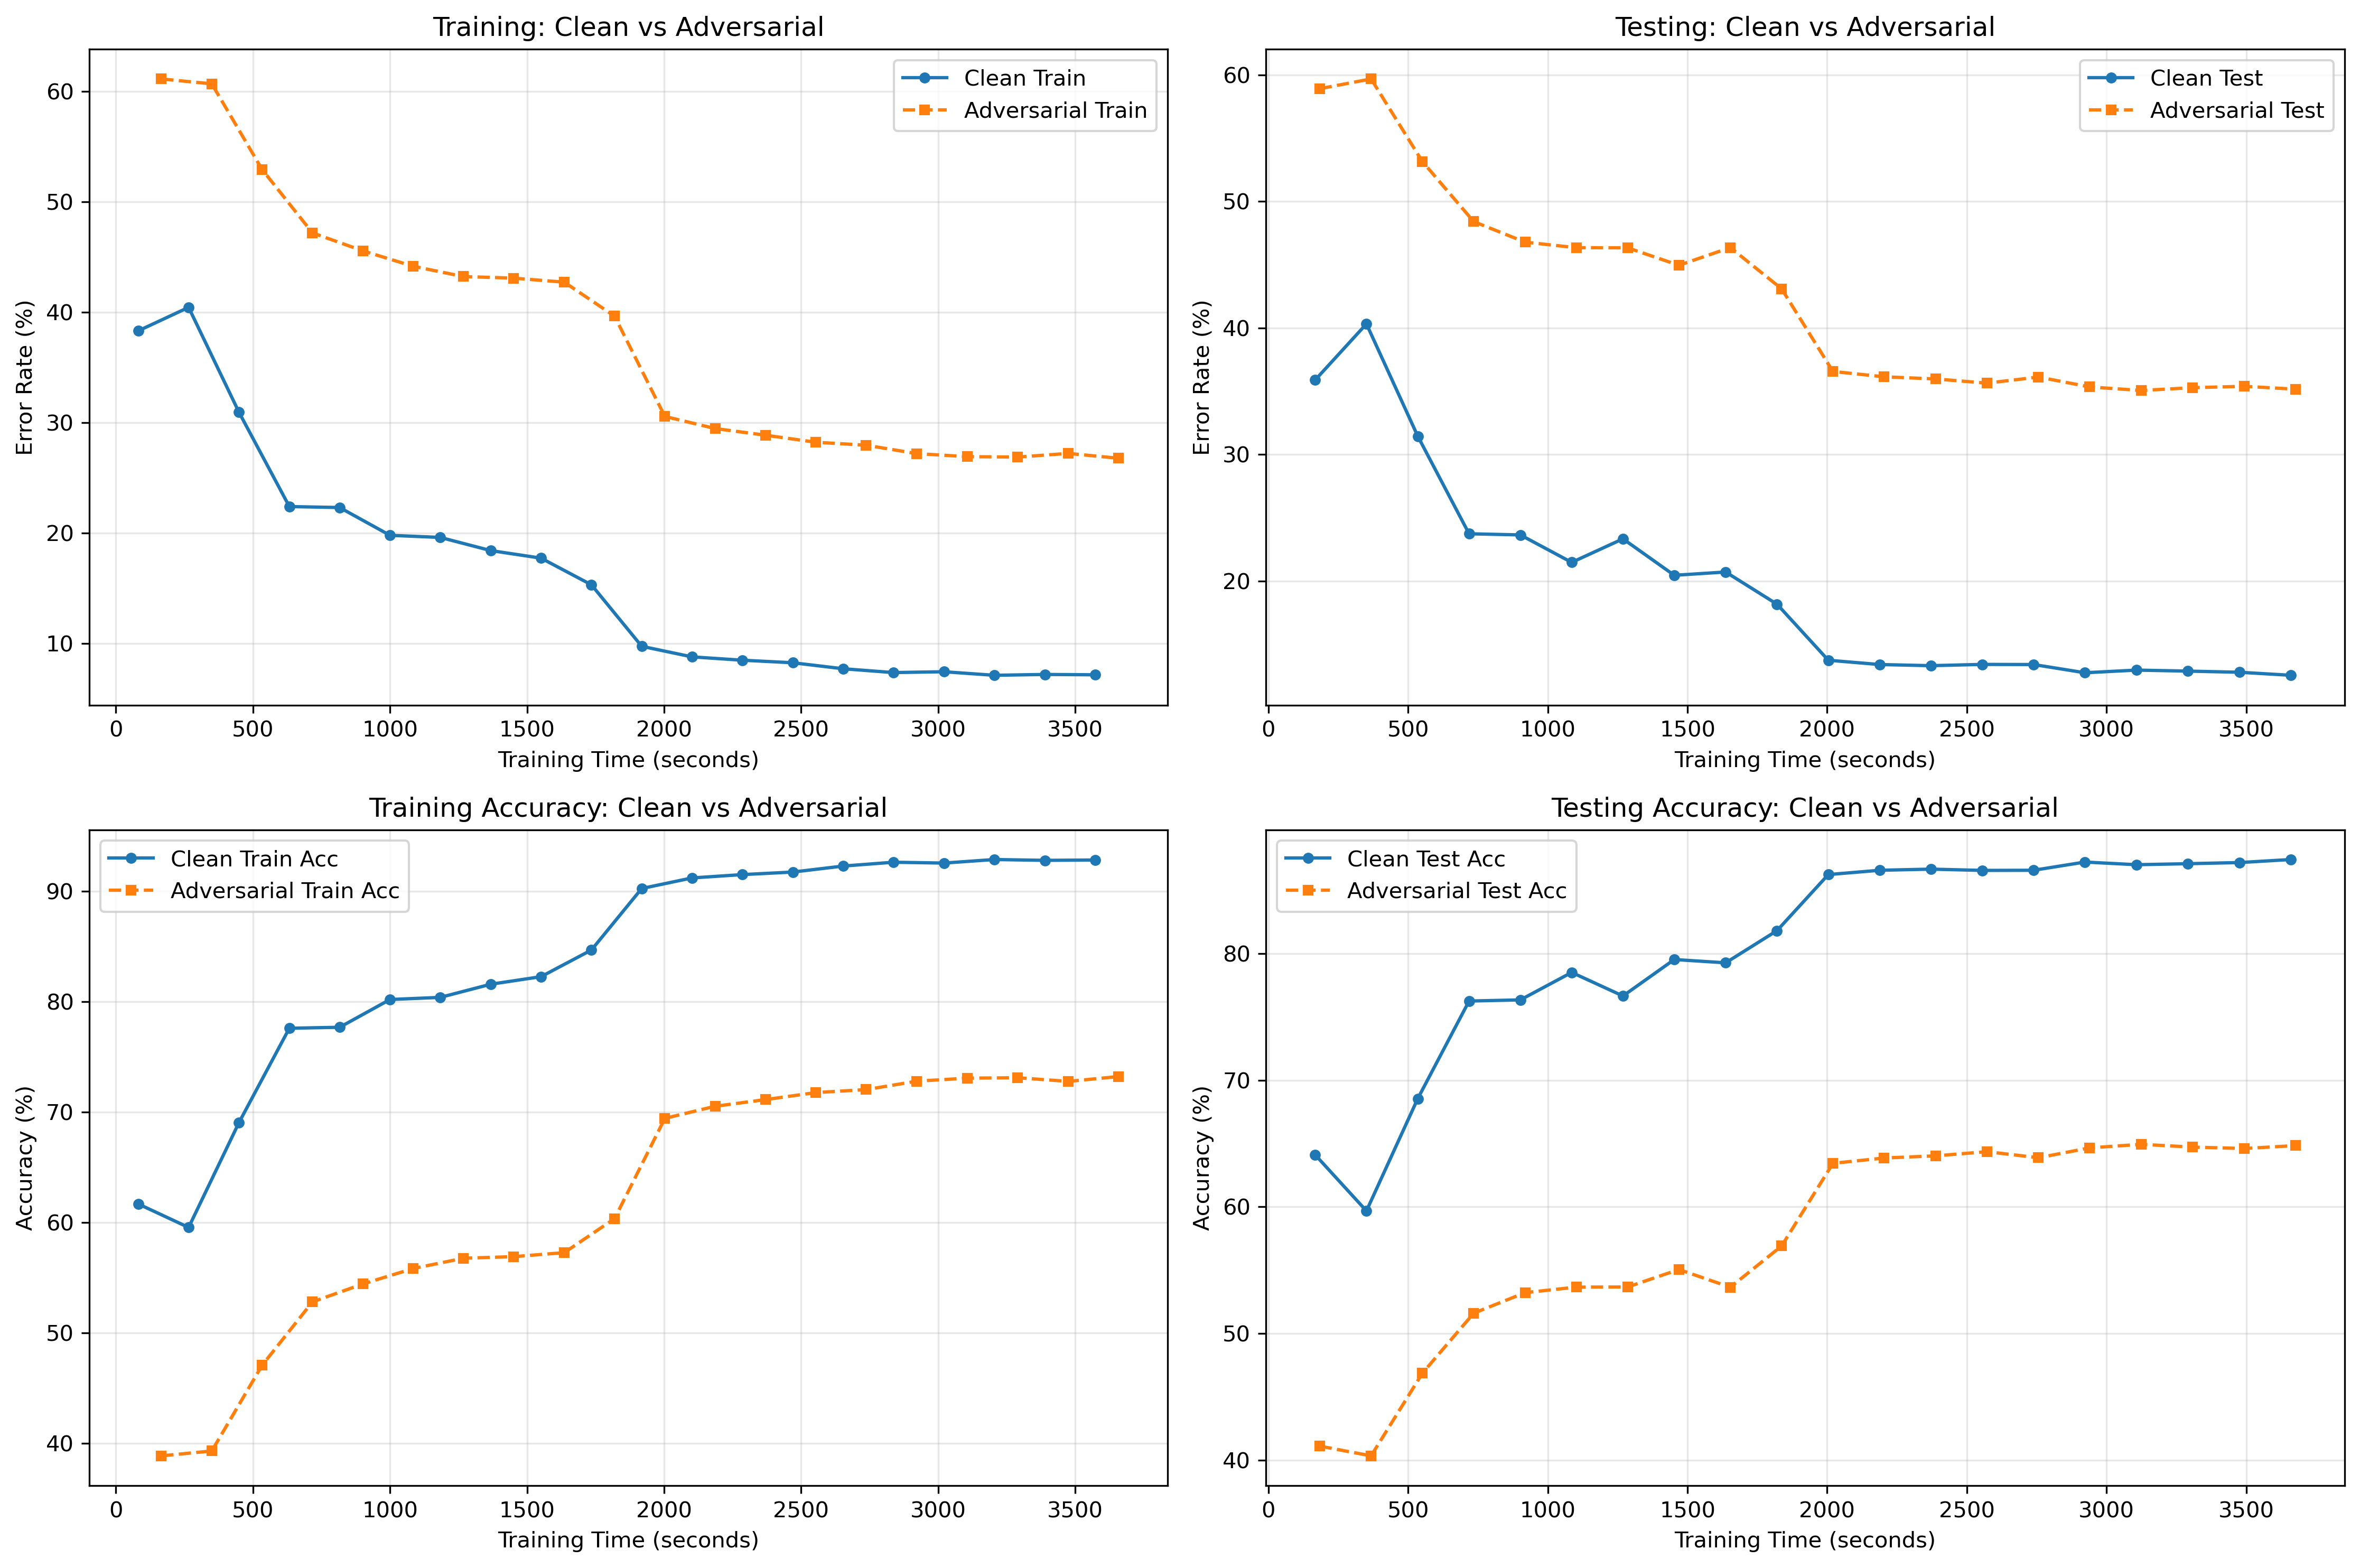 Training: Clean vs Adversarial
Clean Train
Adversarial Train
Error Rate (%)
60
50
40
30
20
10
0 500 1000 1500 2000 2500 3000 3500
Training Time (seconds)
Testing: Clean vs Adversarial
Clean Test
Adversarial Test
Error Rate (%)
60
50
40
30
20
0 500 1000 1500 2000 2500 3000 3500
Training Time (seconds)
Training Accuracy: Clean vs Adversarial
Clean Train Acc
Adversarial Train Acc
Accuracy (%)
90
80
70
60
50
40
0 500 1000 1500 2000 2500 3000 3500
Training Time (seconds)
Testing Accuracy: Clean vs Adversarial
Clean Test Acc
Adversarial Test Acc
Accuracy (%)
80
70
60
50
40
0 500 1000 1500 2000 2500 3000 3500
Training Time (seconds)